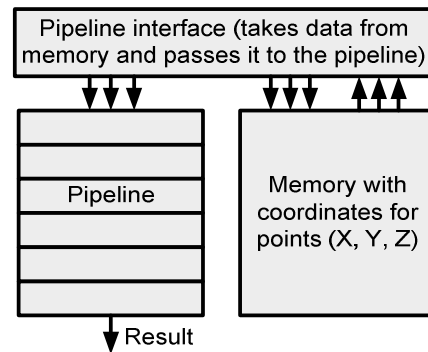 Pipeline interface (takes data from
memory and passes it to the pipeline)
Pipeline
Memory with
coordinates for
points (X, Y, Z)
Result